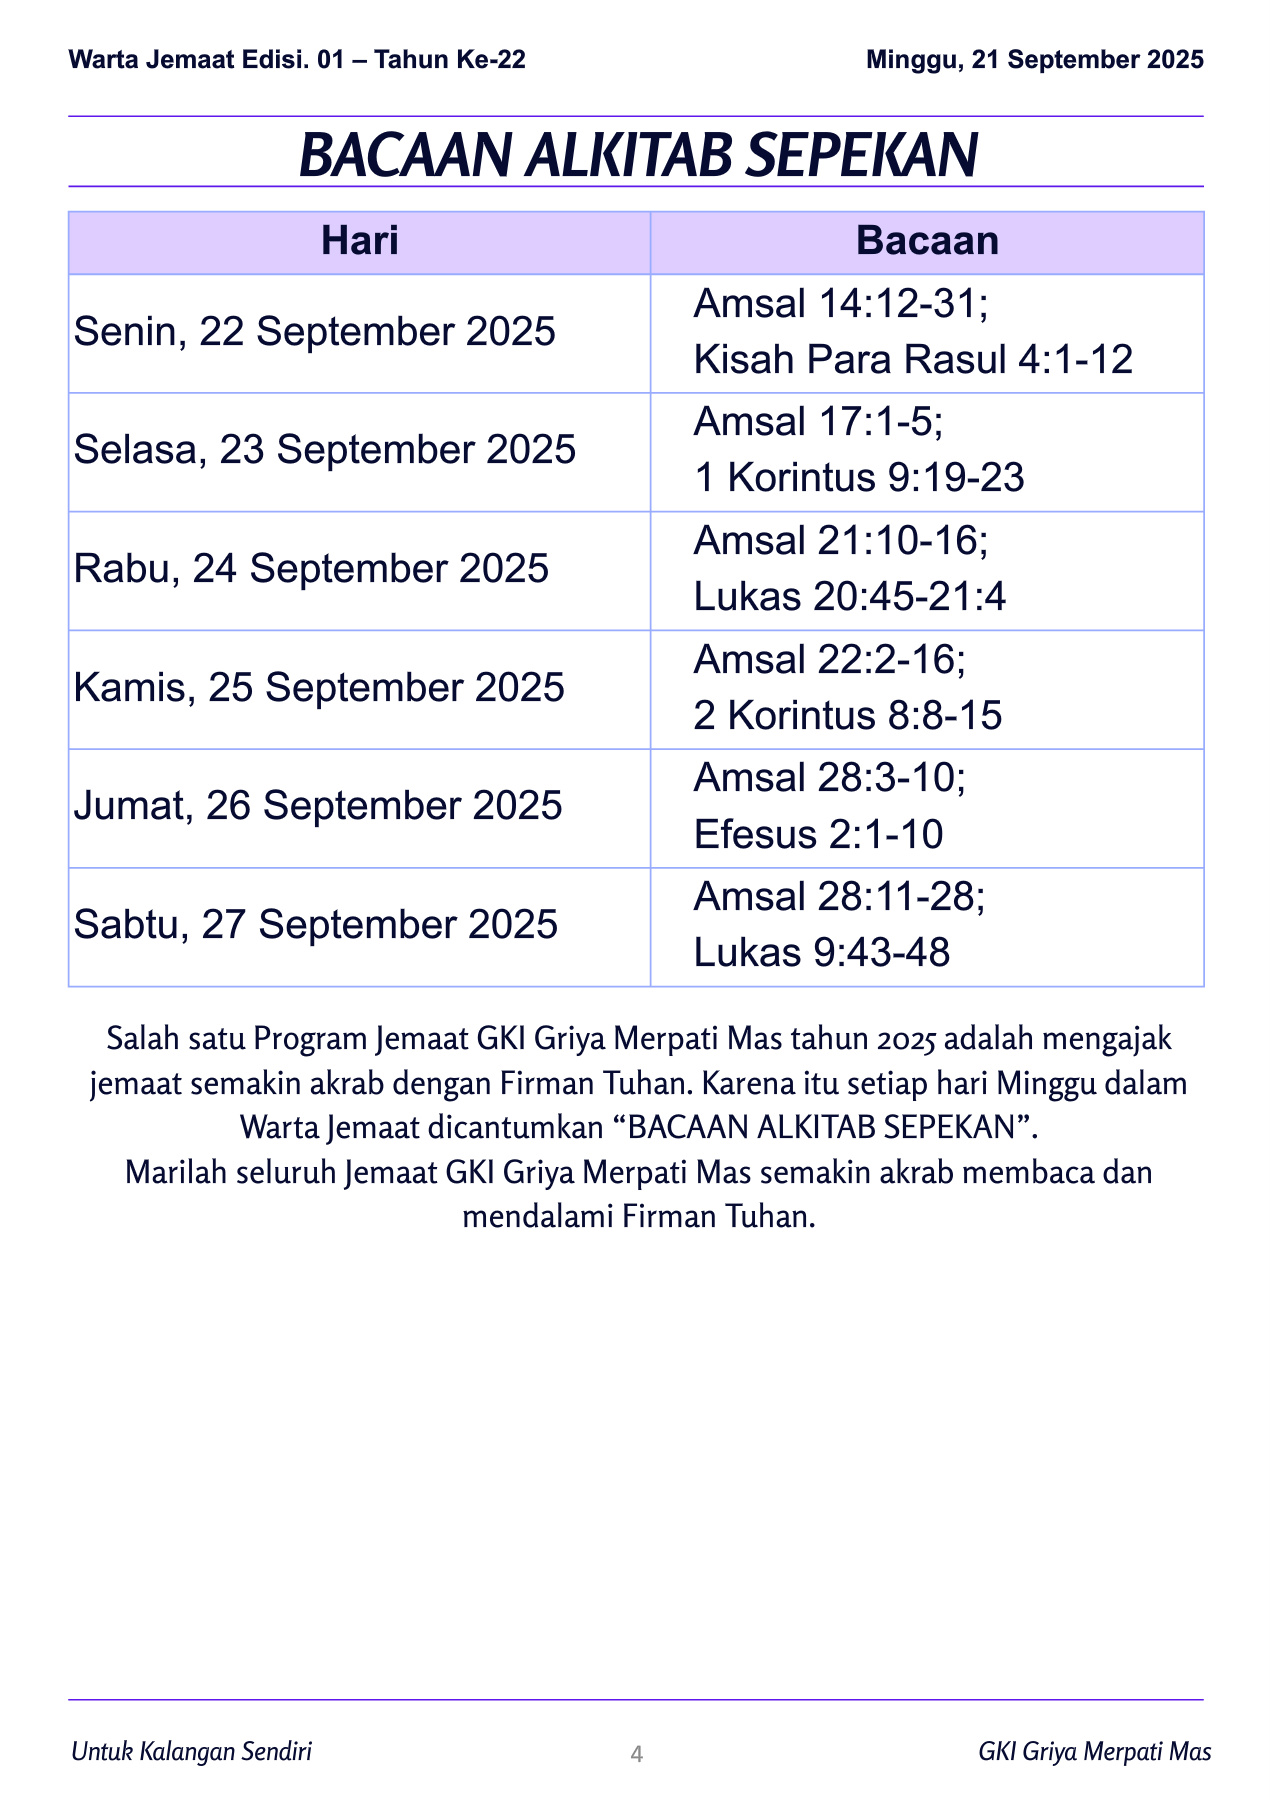 Warta Jemaat Edisi. 01 – Tahun Ke-22
Minggu, 21 September 2025
BACAAN ALKITAB SEPEKAN
Hari
Bacaan
Senin, 22 September 2025
Amsal 14:12-31;
Kisah Para Rasul 4:1-12
Selasa, 23 September 2025
Amsal 17:1-5;
1 Korintus 9:19-23
Rabu, 24 September 2025
Amsal 21:10-16;
Lukas 20:45-21:4
Kamis, 25 September 2025
Amsal 22:2-16;
2 Korintus 8:8-15
Jumat, 26 September 2025
Amsal 28:3-10;
Efesus 2:1-10
Sabtu, 27 September 2025
Amsal 28:11-28;
Lukas 9:43-48
Salah satu Program Jemaat GKI Griya Merpati Mas tahun 2025 adalah mengajak
jemaat semakin akrab dengan Firman Tuhan. Karena itu setiap hari Minggu dalam
Warta Jemaat dicantumkan “BACAAN ALKITAB SEPEKAN”.
Marilah seluruh Jemaat GKI Griya Merpati Mas semakin akrab membaca dan
mendalami Firman Tuhan.
Untuk Kalangan Sendiri
4
GKI Griya Merpati Mas